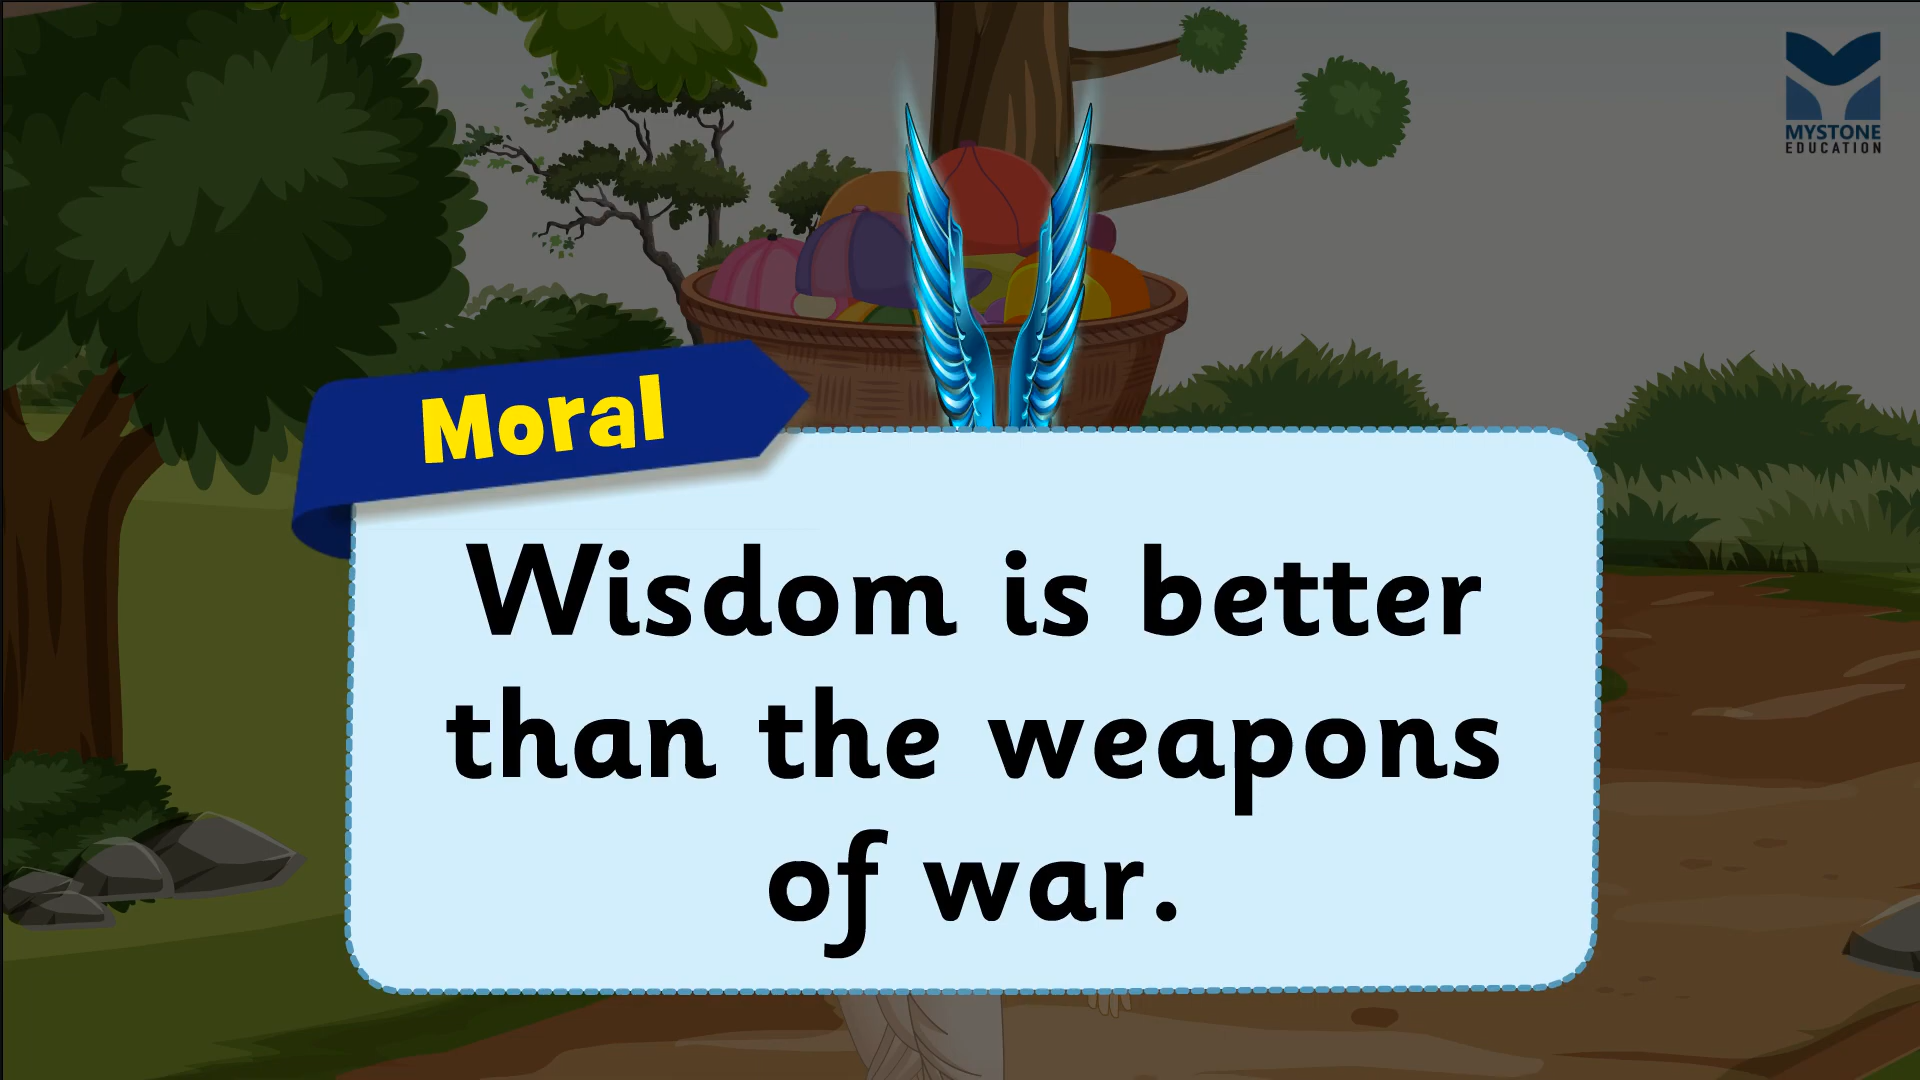 MYSTONE
EDUCATION
Moral
Wisdom is better
than the weapons
of war.